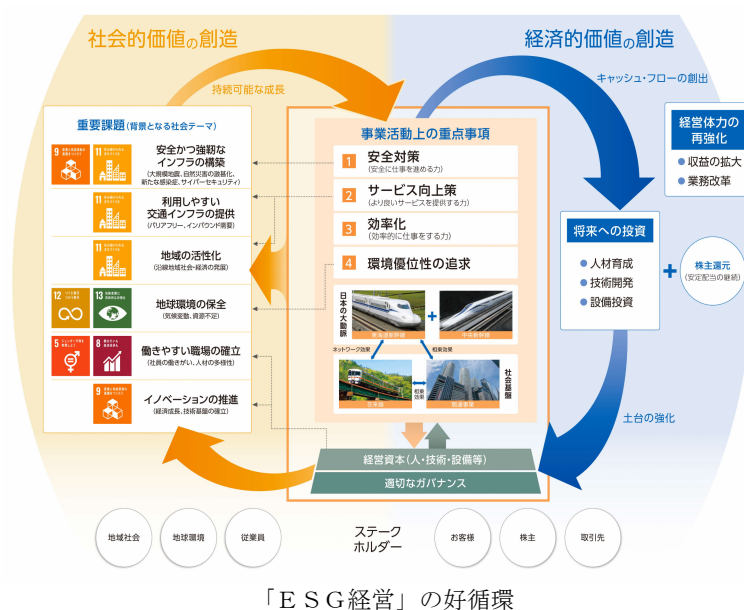 社会的価値の創造
経済的価値の創造
持続可能な成長
キャッシュ・フローの創出
重要課題(背景となる社会テーマ)
9
11
安全かつ強靭な
インフラの構築
(大規模地震、自然災害の激甚化、
新たな感染症、サイバーセキュリティ)
11
利用しやすい
交通インフラの提供
(バリアフリー、インバウンド需要)
11
地域の活性化
(沿線地域社会・経済の発展)
12
13
地球環境の保全
(気候変動、資源不足)
5
8
働きやすい職場の確立
(社員の働きがい、人材の多様性)
9
イノベーションの推進
(経済成長、技術基盤の確立)
事業活動上の重点事項
1 安全対策
(安全に仕事を進める力)
2 サービス向上策
(より良いサービスを提供する力)
3 効率化
(効率的に仕事をする力)
4 環境優位性の追求
日本の大動脈
東海道新幹線
+
中央新幹線
ネットワーク効果
相乗効果
在来線
相乗
効果
関連事業
社会基盤
経営資本(人・技術・設備等)
適切なガバナンス
経営体力の
再強化
● 収益の拡大
● 業務改革
将来への投資
● 人材育成
● 技術開発
● 設備投資
+
株主還元
(安定配当の継続)
土台の強化
地域社会
地球環境
従業員
ステーク
ホルダー
お客様
株主
取引先
「ESG経営」の好循環